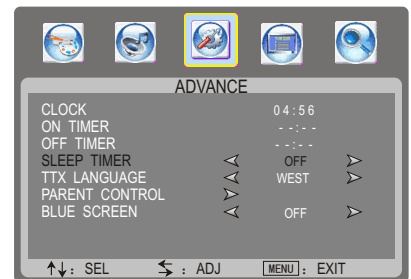 ADVANCE
CLOCK 04:56
ON TIMER --:--
OFF TIMER --:--
SLEEP TIMER OFF
TTX LANGUAGE WEST
PARENT CONTROL
BLUE SCREEN OFF
↑↓: SEL ⇆: ADJ MENU: EXIT